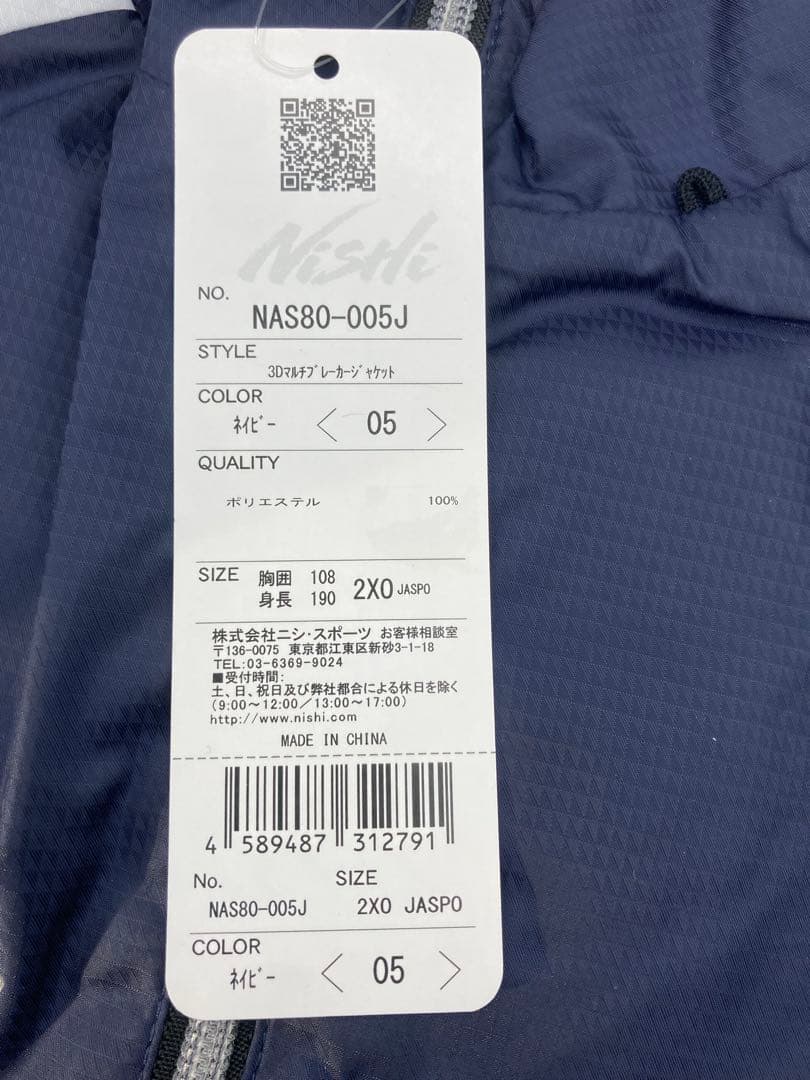 NiSHi
NO.
NAS80-005J
STYLE
3Dﾏﾙﾁﾌﾞﾚｰｶｰｼﾞｬｹｯﾄ
COLOR
ﾈｲﾋﾞｰ 〈 05 〉
QUALITY
ポリエステル 100%
SIZE 胸囲 108 2XO JASPO
身長 190
株式会社ニシ・スポーツ お客様相談室
〒136-0075 東京都江東区新砂3-1-18
TEL:03-6369-9024
■受付時間:
土、日、祝日及び弊社都合による休日を除く
（9:00～12:00／13:00～17:00）
http://www.nishi.com
MADE IN CHINA
4 589487 312791
No. SIZE
NAS80-005J 2XO JASPO
COLOR
ﾈｲﾋﾞｰ 〈 05 〉